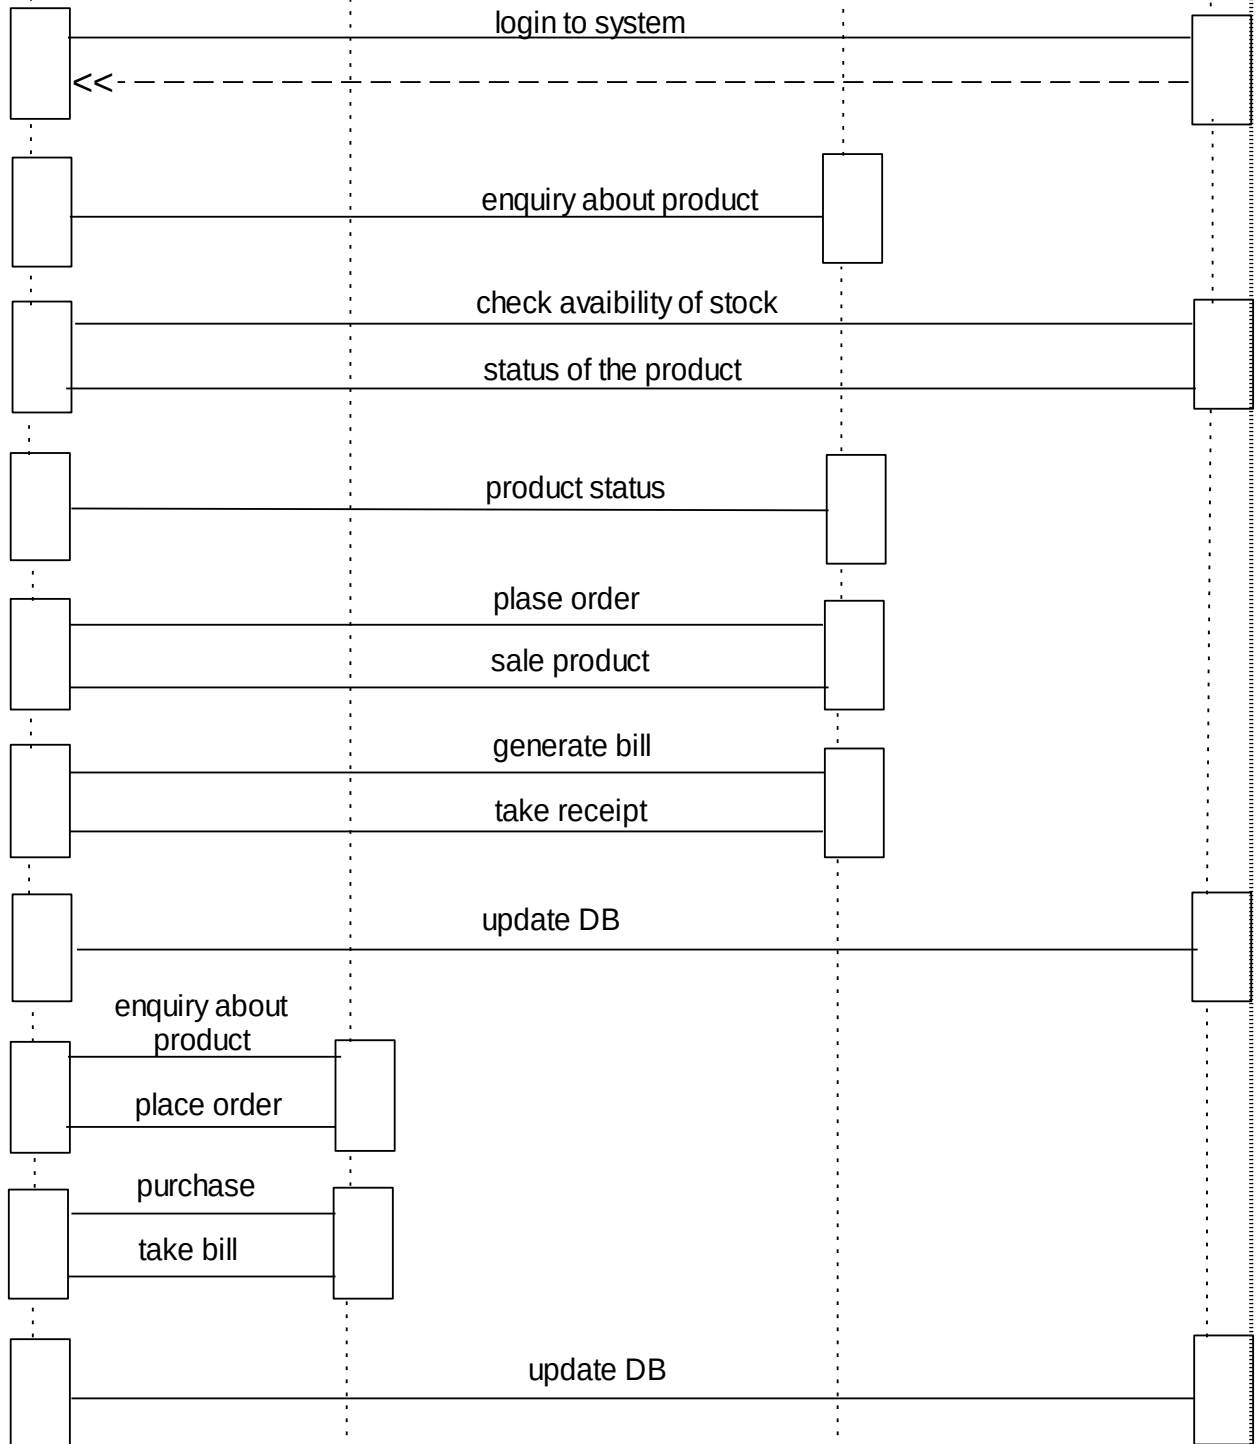 login to system
<<
enquiry about product
check avaibility of stock
status of the product
product status
plase order
sale product
generate bill
take receipt
update DB
enquiry about
product
place order
purchase
take bill
update DB